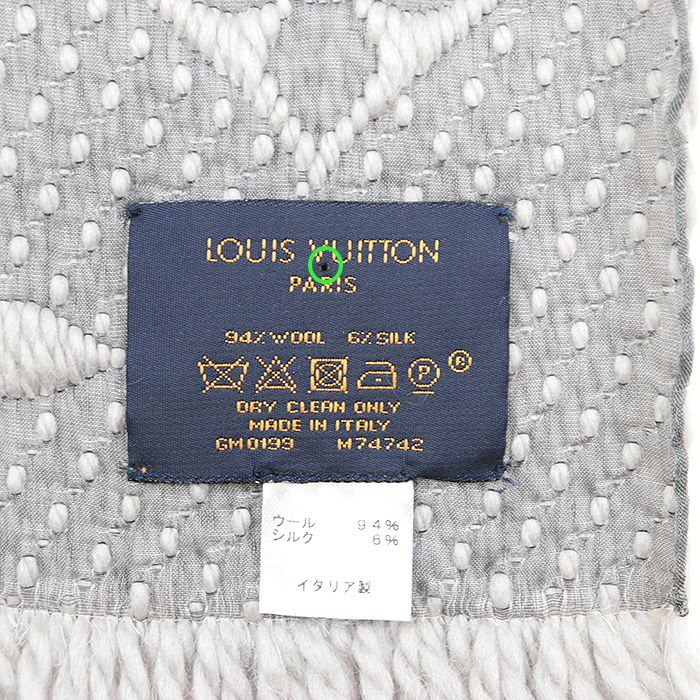 LOUIS VUITTON
PARIS
94% WOOL 6% SILK
P ®
DRY CLEAN ONLY
MADE IN ITALY
GM0199 M74742
ウール 94%
シルク 6%
イタリア製